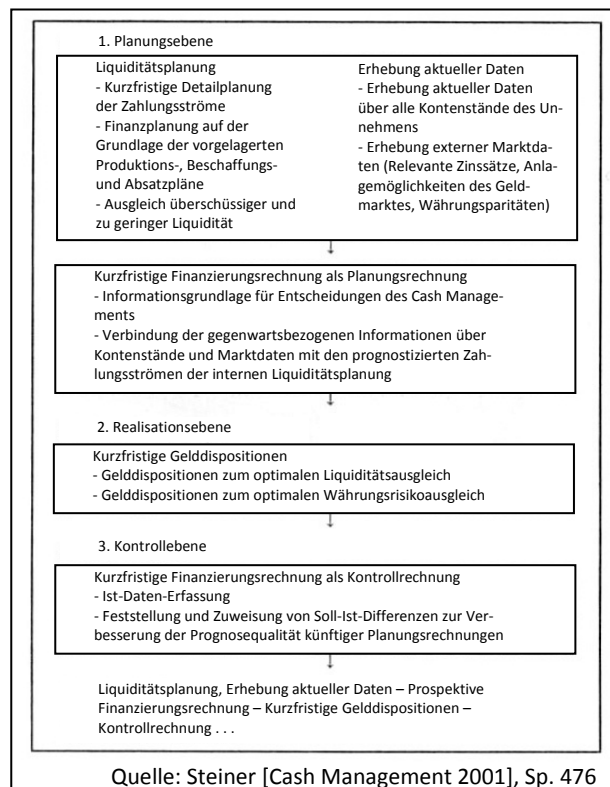 1. Planungsebene
Liquiditätsplanung
- Kurzfristige Detailplanung
der Zahlungsströme
- Finanzplanung auf der
Grundlage der vorgelagerten
Produktions-, Beschaffungs-
und Absatzpläne
- Ausgleich überschüssiger und
zu geringer Liquidität
Erhebung aktueller Daten
- Erhebung aktueller Daten
über alle Kontenstände des Un-
nehmens
- Erhebung externer Marktda-
ten (Relevante Zinssätze, Anla-
gemöglichkeiten des Geld-
marktes, Währungsparitäten)
↓
Kurzfristige Finanzierungsrechnung als Planungsrechnung
- Informationsgrundlage für Entscheidungen des Cash Manage-
ments
- Verbindung der gegenwartsbezogenen Informationen über
Kontenstände und Marktdaten mit den prognostizierten Zah-
lungsströmen der internen Liquiditätsplanung
↓
2. Realisationsebene
Kurzfristige Gelddispositionen
- Gelddispositionen zum optimalen Liquiditätsausgleich
- Gelddispositionen zum optimalen Währungsrisikoausgleich
↓
3. Kontrollebene
Kurzfristige Finanzierungsrechnung als Kontrollrechnung
- Ist-Daten-Erfassung
- Feststellung und Zuweisung von Soll-Ist-Differenzen zur Ver-
besserung der Prognosequalität künftiger Planungsrechnungen
↓
Liquiditätsplanung, Erhebung aktueller Daten – Prospektive
Finanzierungsrechnung – Kurzfristige Gelddispositionen –
Kontrollrechnung . . .
Quelle: Steiner [Cash Management 2001], Sp. 476